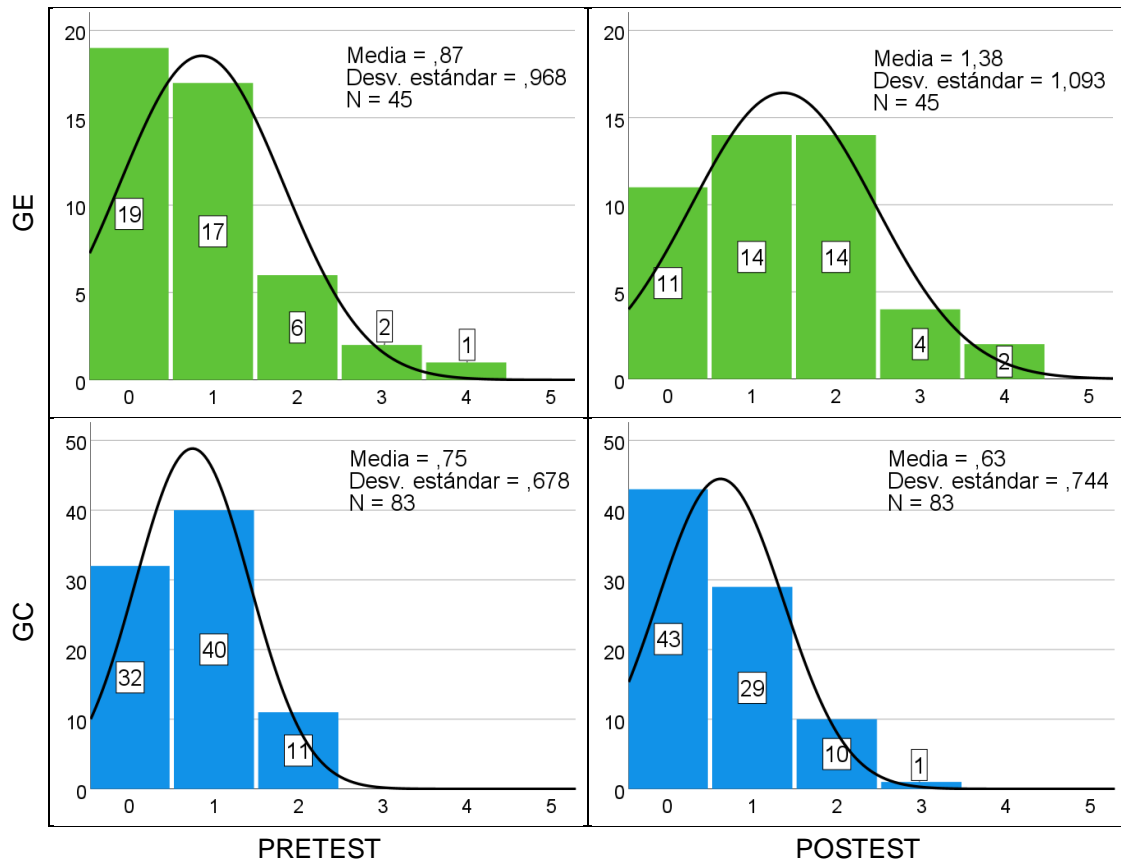 GE
20
15
10
5
0
Media = ,87
Desv. estándar = ,968
N = 45
19
17
6
2
1
0 1 2 3 4 5
20
15
10
5
0
Media = 1,38
Desv. estándar = 1,093
N = 45
11
14
14
4
2
0 1 2 3 4 5
GC
50
40
30
20
10
0
Media = ,75
Desv. estándar = ,678
N = 83
32
40
11
0 1 2 3 4 5
50
40
30
20
10
0
Media = ,63
Desv. estándar = ,744
N = 83
43
29
10
1
0 1 2 3 4 5
PRETEST
POSTEST